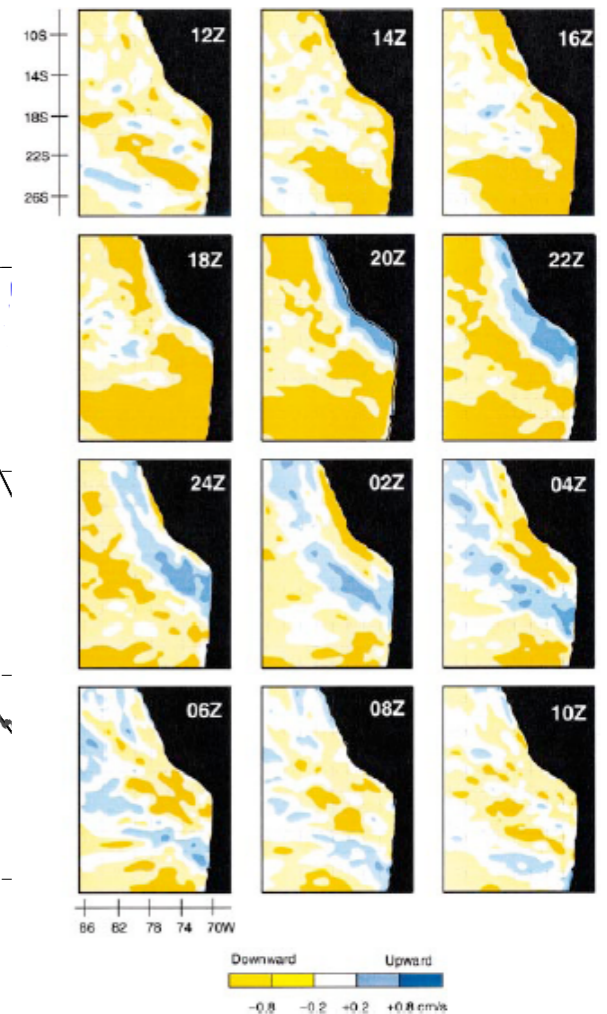 12Z 14Z 16Z
10S
14S
18S
22S
26S
18Z 20Z 22Z
24Z 02Z 04Z
06Z 08Z 10Z
86 82 78 74 70W
Downward Upward
-0.8 -0.2 +0.2 +0.8 cm/s